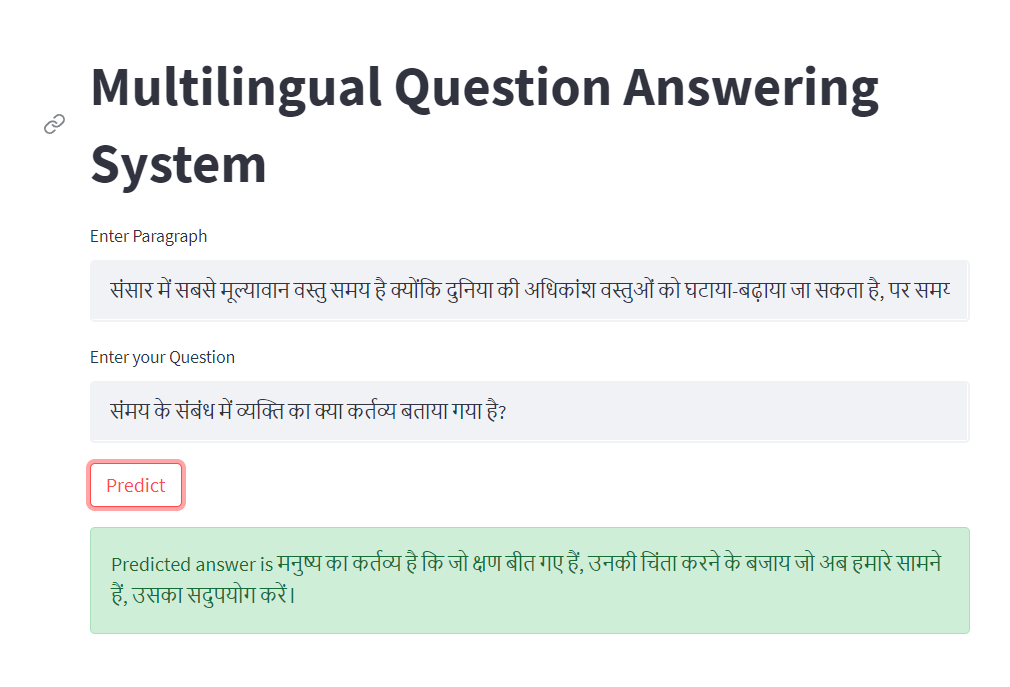 Multilingual Question Answering
System
Enter Paragraph
संसार में सबसे मूल्यावान वस्तु समय है क्योंकि दुनिया की अधिकांश वस्तुओं को घटाया-बढ़ाया जा सकता है, पर समय
Enter your Question
संमय के संबंध में व्यक्ति का क्या कर्तव्य बताया गया है?
Predict
Predicted answer is मनुष्य का कर्तव्य है कि जो क्षण बीत गए हैं, उनकी चिंता करने के बजाय जो अब हमारे सामने
हैं, उसका सदुपयोग करें।